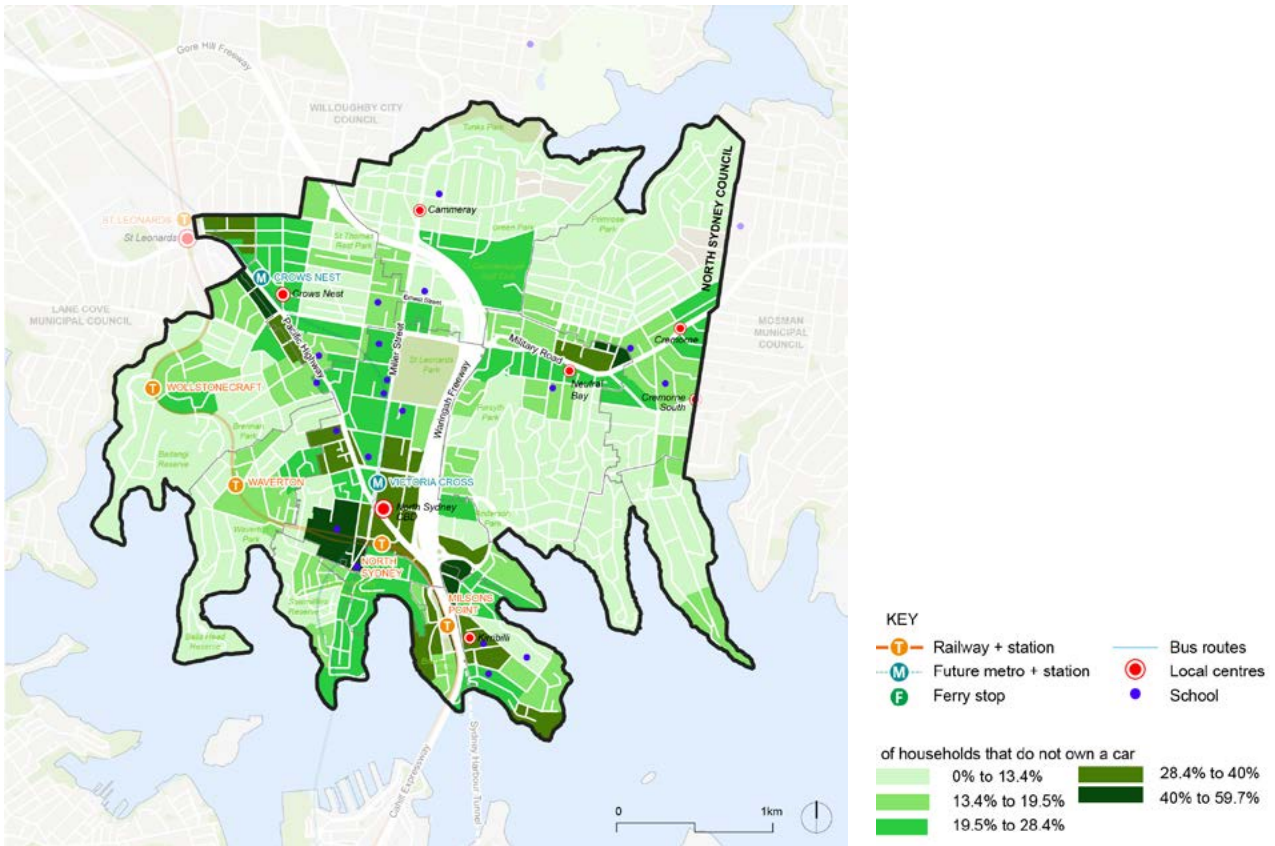 Gore Hill Freeway
WILLOUGHBY CITY
COUNCIL
Tunks Park
NORTH SYDNEY COUNCIL
Cammeray
ST LEONARDS
T
St Leonards
St Thomas
Rest Park
Green Park
Primrose
Park
M
CROWS NEST
Crows Nest
Ernest Street
LANE COVE
MUNICIPAL COUNCIL
Pacific Highway
Miller Street
St Leonards
Park
Warringah Freeway
Military Road
Neutral
Bay
Cremorne
MOSMAN
MUNICIPAL
COUNCIL
Cremorne
South
T
WOLLSTONECRAFT
Forsyth
Park
Brennan
Park
Badangi
Reserve
T
WAVERTON
M
VICTORIA CROSS
North Sydney
CBD
Anderson
Park
Waverton
Park
T
NORTH
SYDNEY
MILSONS
POINT
T
Kirribilli
Sawmillers
Reserve
Balls Head
Reserve
Cahill Expressway
Sydney Harbour Tunnel
0
1km
KEY
T
Railway + station
M
Future metro + station
F
Ferry stop
Bus routes
Local centres
School
of households that do not own a car
0% to 13.4%
13.4% to 19.5%
19.5% to 28.4%
28.4% to 40%
40% to 59.7%